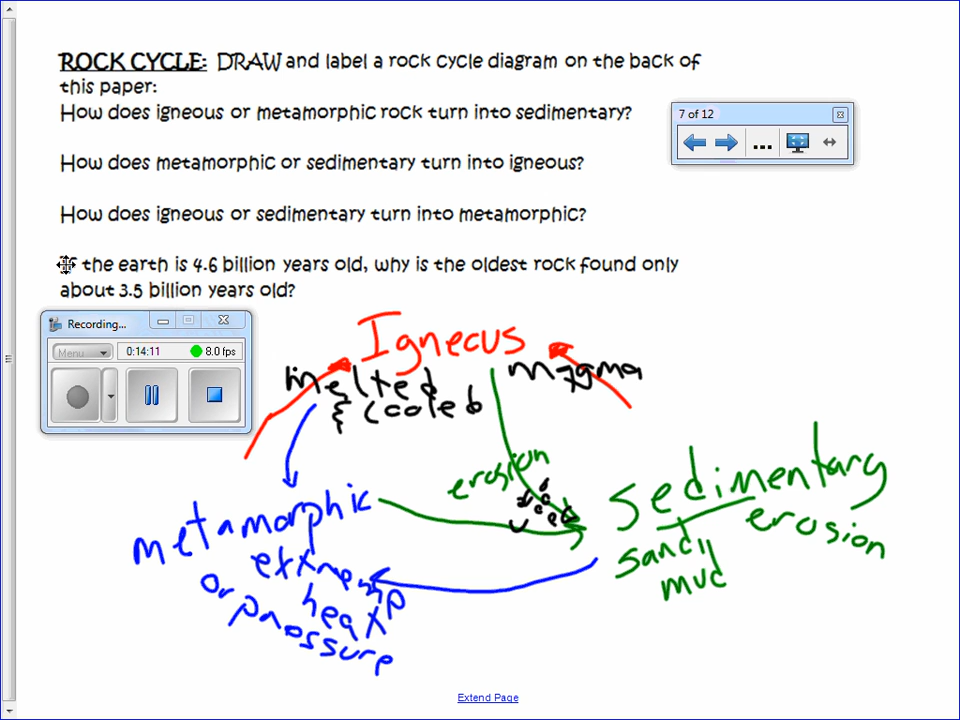 ROCK CYCLE: DRAW and label a rock cycle diagram on the back of
this paper:
How does igneous or metamorphic rock turn into sedimentary?
7 of 12
...
How does metamorphic or sedimentary turn into igneous?
How does igneous or sedimentary turn into metamorphic?
the earth is 4.6 billion years old, why is the oldest rock found only
about 3.5 billion years old?
Recording...
Menu
0:14:11
8.0 fps
Ignecus
melted
& cooled
magma
erosion
Sedimentary
erosion
sand
mud
metamorphic
extreme
heat
or pressure
Extend Page